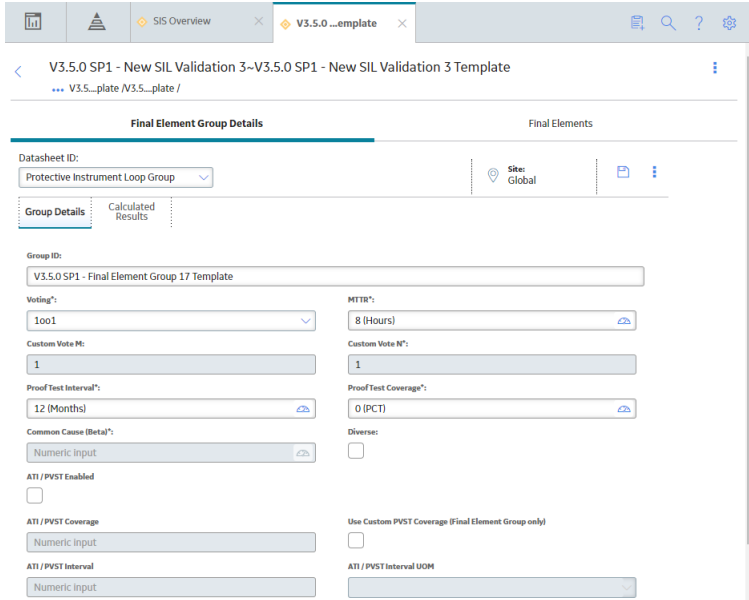 SIS Overview
V3.5.0 ...emplate
V3.5.0 SP1 - New SIL Validation 3~V3.5.0 SP1 - New SIL Validation 3 Template
••• V3.5....plate /V3.5....plate /
Final Element Group Details
Final Elements
Datasheet ID:
Protective Instrument Loop Group
Site:
Global
Group Details
Calculated
Results
Group ID:
V3.5.0 SP1 - Final Element Group 17 Template
Voting*:
MTTR*:
1oo1
8 (Hours)
Custom Vote M:
Custom Vote N*:
1
1
Proof Test Interval*:
Proof Test Coverage*:
12 (Months)
0 (PCT)
Common Cause (Beta)*:
Diverse:
Numeric Input
ATI / PVST Enabled
ATI / PVST Coverage
Use Custom PVST Coverage (Final Element Group only)
Numeric Input
ATI / PVST Interval
ATI / PVST Interval UOM
Numeric Input